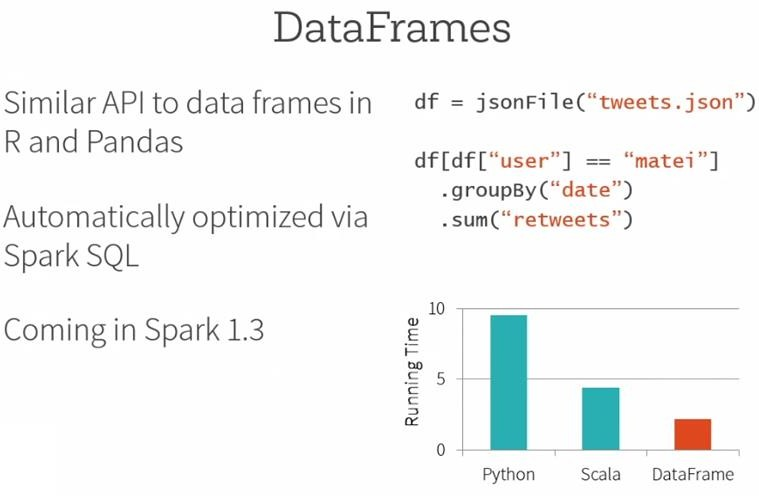 DataFrames
Similar API to data frames in
R and Pandas
Automatically optimized via
Spark SQL
Coming in Spark 1.3
df = jsonFile(“tweets.json”)
df[df[“user”] == “matei”]
.groupBy(“date”)
.sum(“retweets”)
Running Time
10
5
0
Python Scala DataFrame